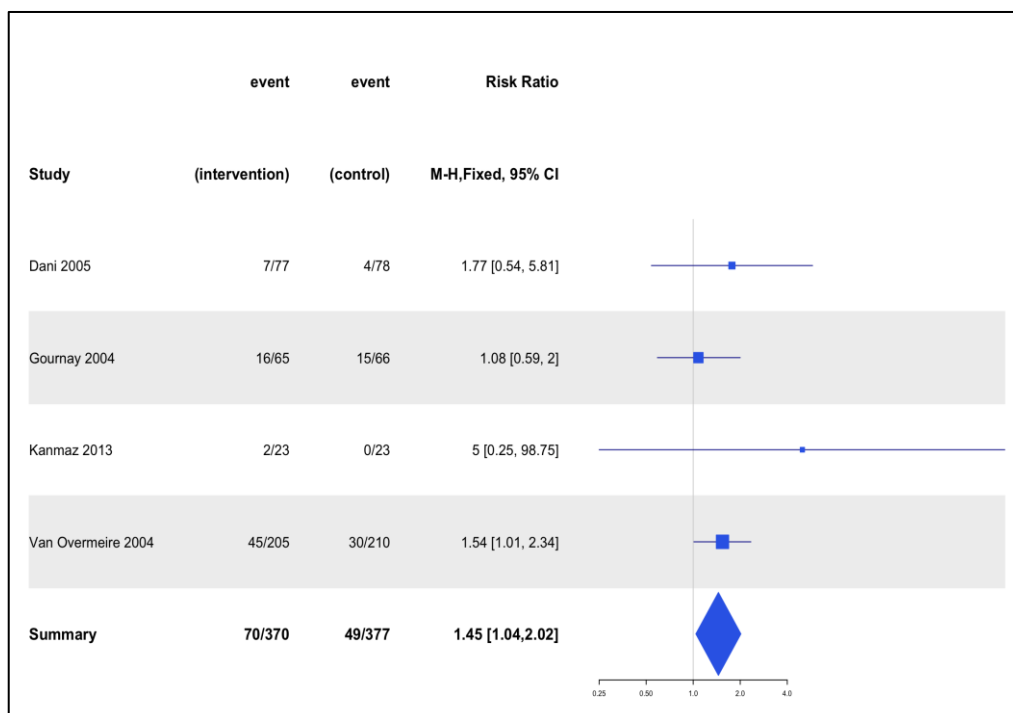 event event Risk Ratio
Study (intervention) (control) M-H,Fixed, 95% CI
Dani 2005 7/77 4/78 1.77 [0.54, 5.81]
Gournay 2004 16/65 15/66 1.08 [0.59, 2]
Kanmaz 2013 2/23 0/23 5 [0.25, 98.75]
Van Overmeire 2004 45/205 30/210 1.54 [1.01, 2.34]
Summary 70/370 49/377 1.45 [1.04,2.02]
0.25 0.50 1.0 2.0 4.0